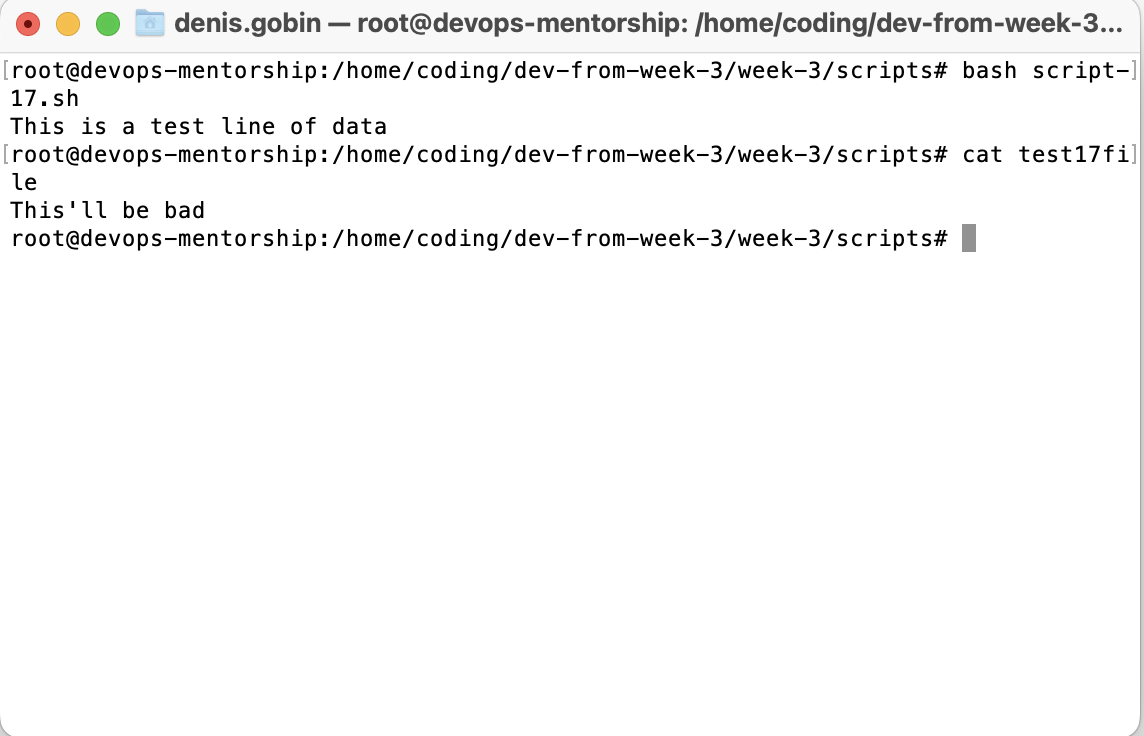 denis.gobin — root@devops-mentorship: /home/coding/dev-from-week-3...
[root@devops-mentorship:/home/coding/dev-from-week-3/week-3/scripts# bash script-]
17.sh
This is a test line of data
[root@devops-mentorship:/home/coding/dev-from-week-3/week-3/scripts# cat test17fi]
le
This'll be bad
root@devops-mentorship:/home/coding/dev-from-week-3/week-3/scripts#